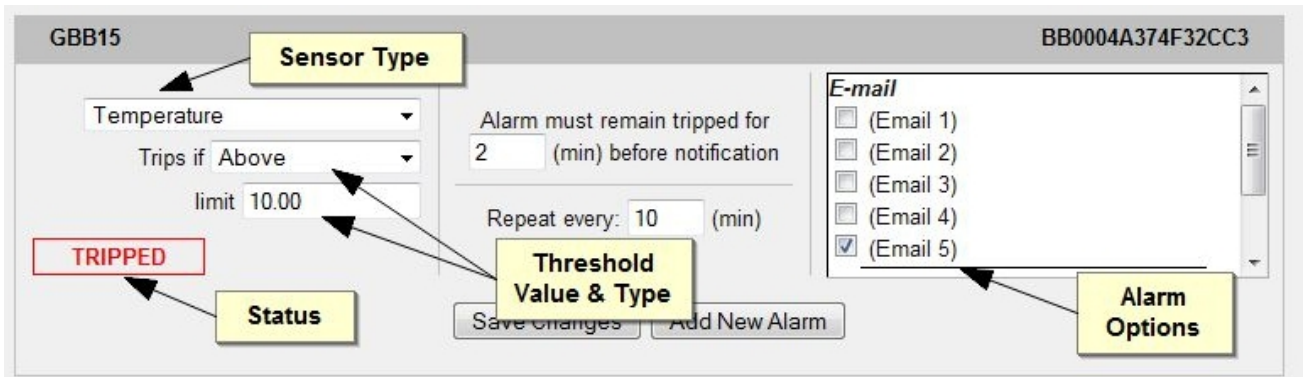 GBB15
BB0004A374F32CC3
Sensor Type
Temperature
Trips if Above
limit 10.00
TRIPPED
Status
Alarm must remain tripped for
2 (min) before notification
Repeat every: 10 (min)
Threshold
Value & Type
Save Changes
Add New Alarm
E-mail
(Email 1)
(Email 2)
(Email 3)
(Email 4)
(Email 5)
Alarm
Options